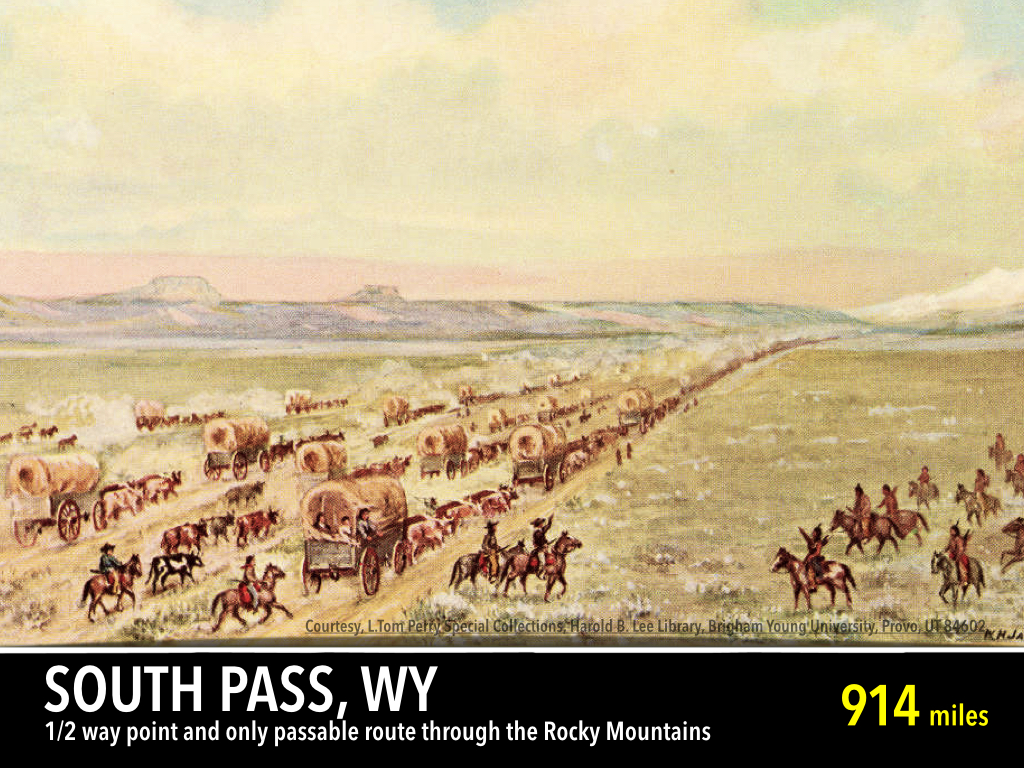 Courtesy, L.Tom Perry Special Collections, Harold B. Lee Library, Brigham Young University, Provo, UT 84602
SOUTH PASS, WY
1/2 way point and only passable route through the Rocky Mountains
914 miles